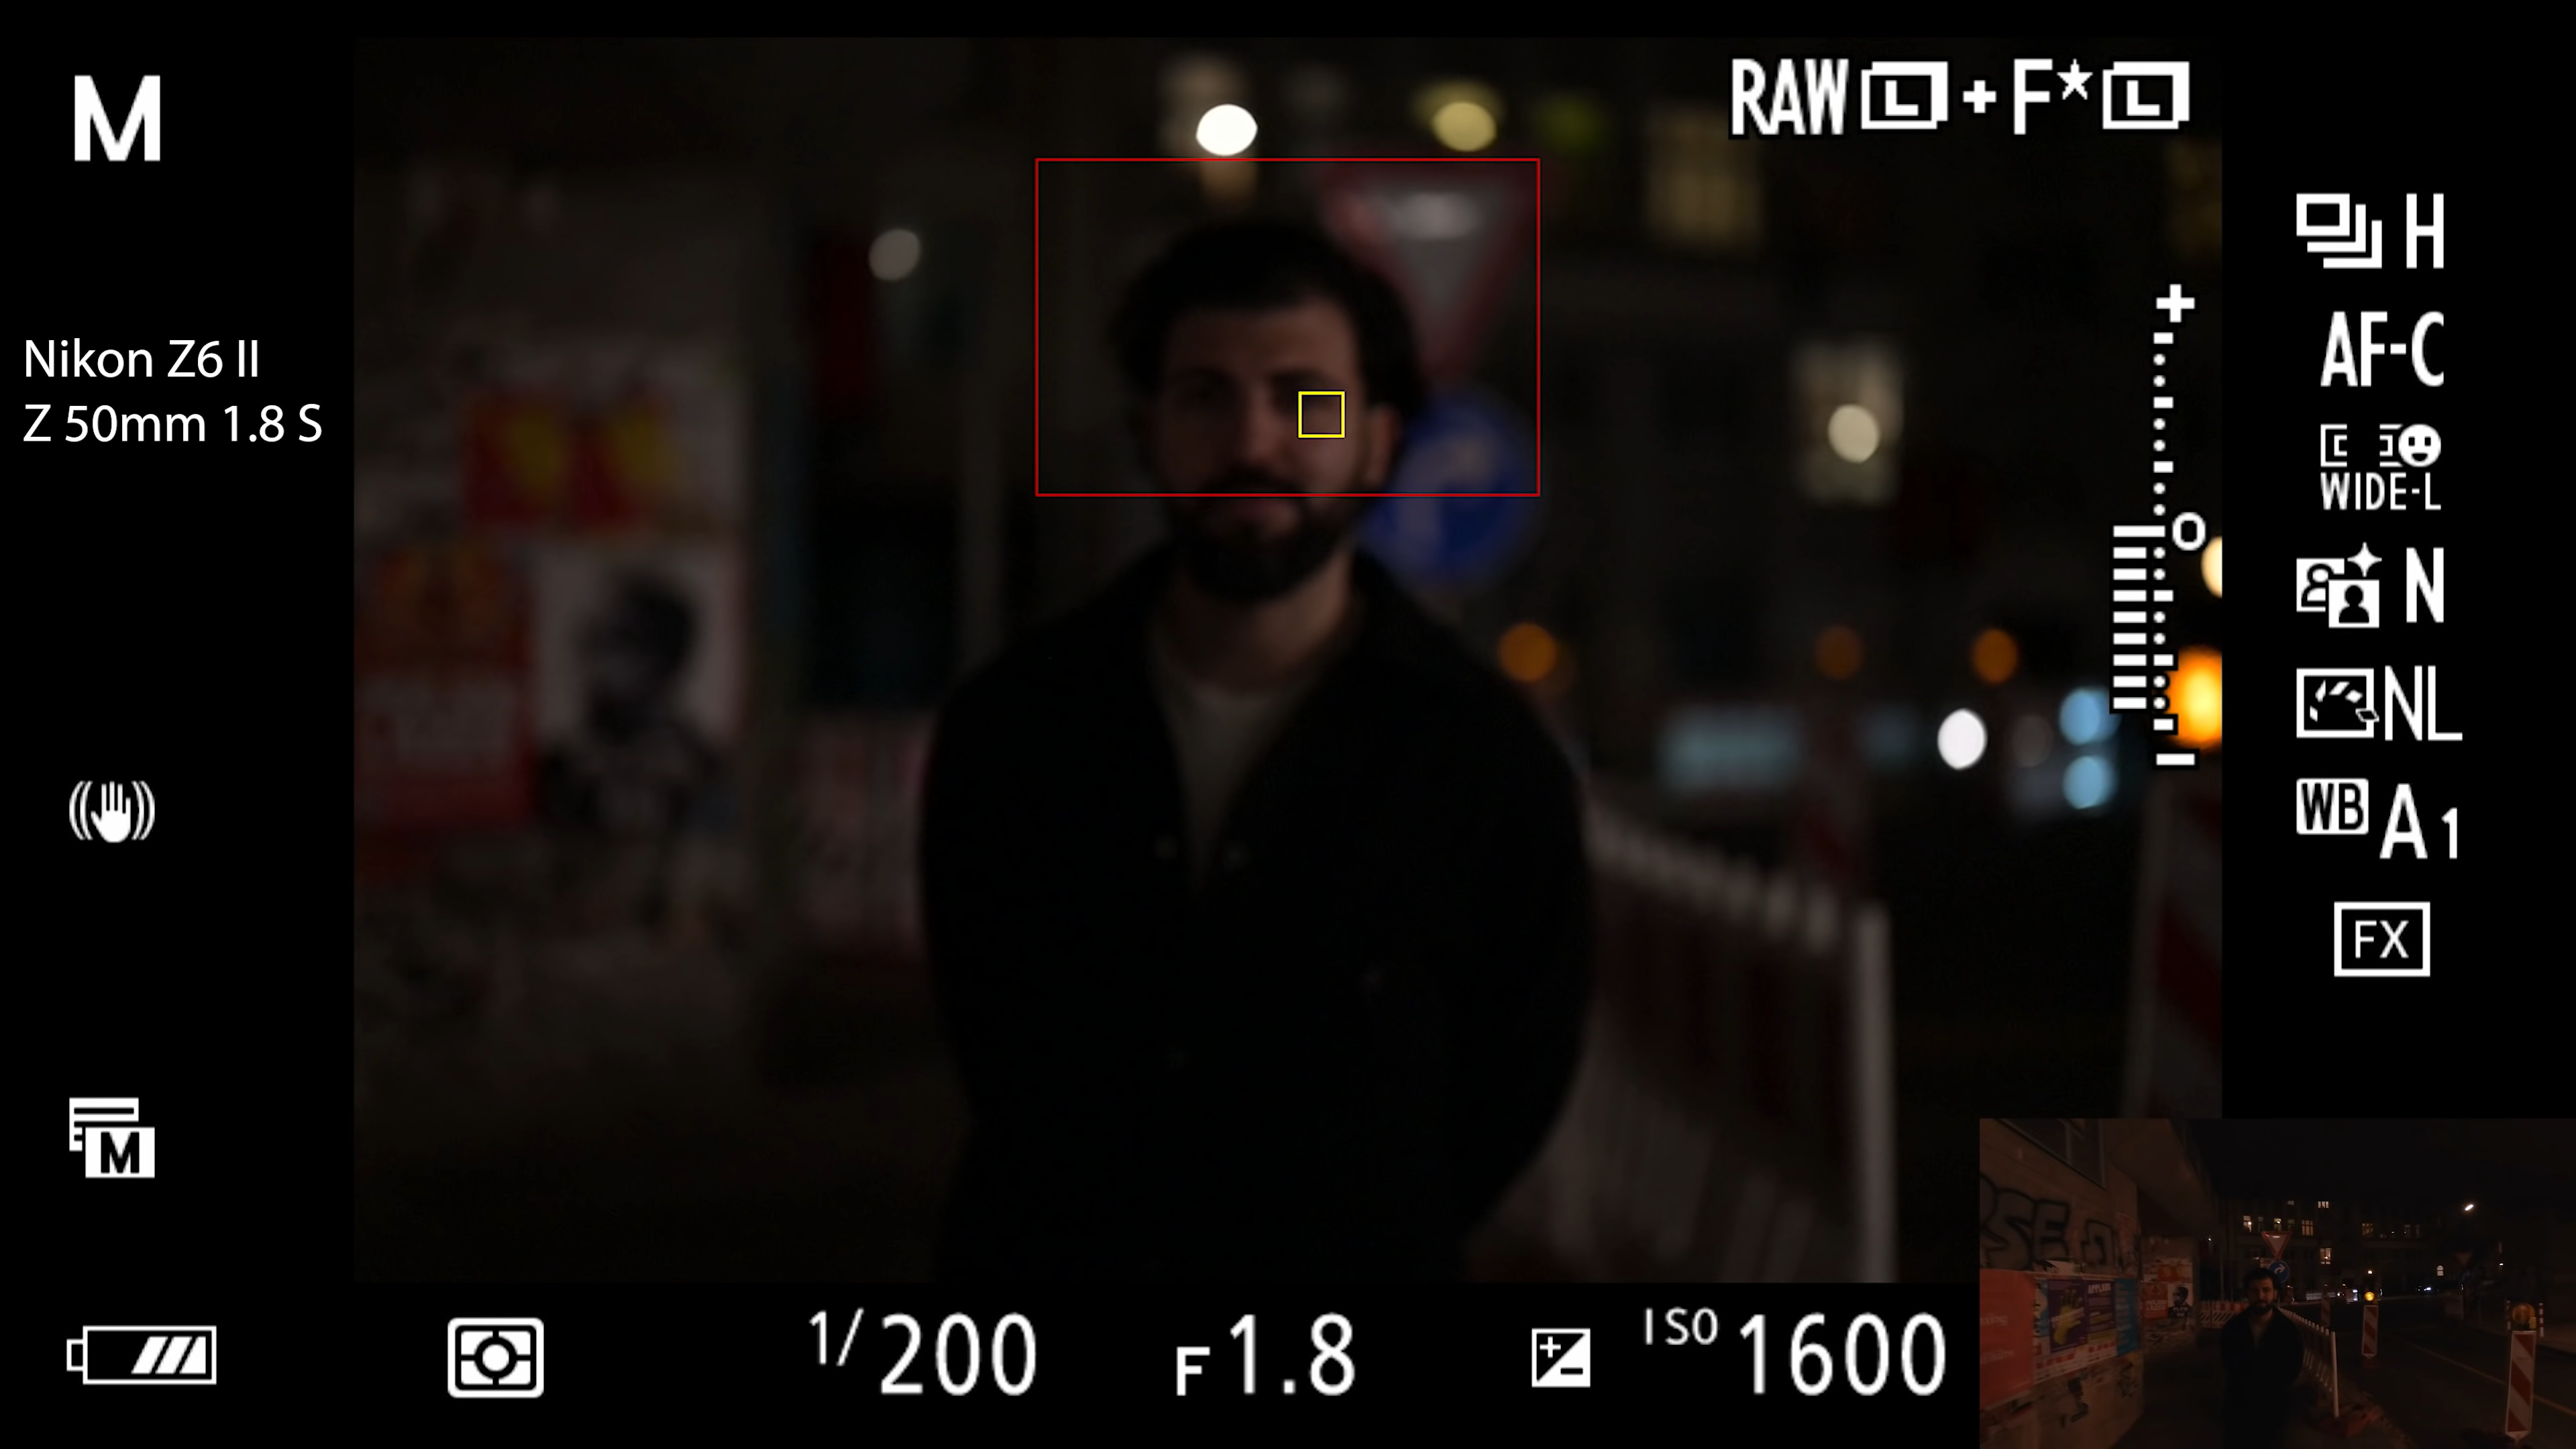 M
RAW L + F★ L
Nikon Z6 II
Z 50mm 1.8 S
H
AF-C
WIDE-L
N
NL
WB A1
FX
M
1/200
F1.8
ISO 1600
+
0
-